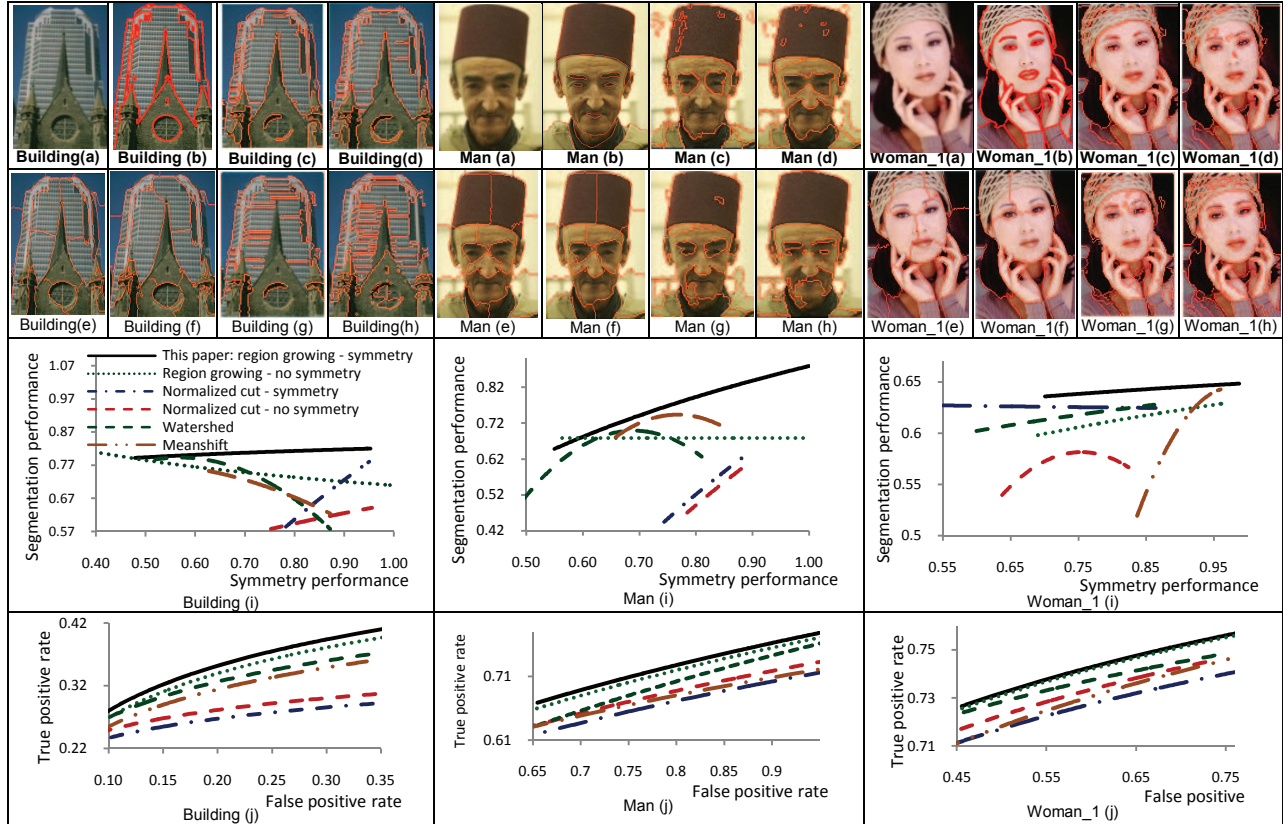 Building(a) Building (b) Building (c) Building(d) Man (a) Man (b) Man (c) Man (d) Woman_1(a) Woman_1(b) Woman_1(c) Woman_1(d)
Building(e) Building (f) Building (g) Building(h) Man (e) Man (f) Man (g) Man (h) Woman_1(e) Woman_1(f) Woman_1(g) Woman_1(h)
Segmentation performance
1.07
0.97
0.87
0.77
0.67
0.57
This paper: region growing - symmetry
Region growing - no symmetry
Normalized cut - symmetry
Normalized cut - no symmetry
Watershed
Meanshift
0.40 0.50 0.60 0.70 0.80 0.90 1.00
Symmetry performance
Building (i)
Segmentation performance
0.82
0.72
0.62
0.52
0.42
0.50 0.60 0.70 0.80 0.90 1.00
Symmetry performance
Man (i)
Segmentation performance
0.65
0.6
0.55
0.5
0.55 0.65 0.75 0.85 0.95
Symmetry performance
Woman_1 (i)
True positive rate
0.42
0.32
0.22
0.10 0.15 0.20 0.25 0.30 0.35
False positive rate
Building (j)
True positive rate
0.71
0.61
0.65 0.7 0.75 0.8 0.85 0.9
False positive rate
Man (j)
True positive rate
0.75
0.73
0.71
0.45 0.55 0.65 0.75
False positive
Woman_1 (j)